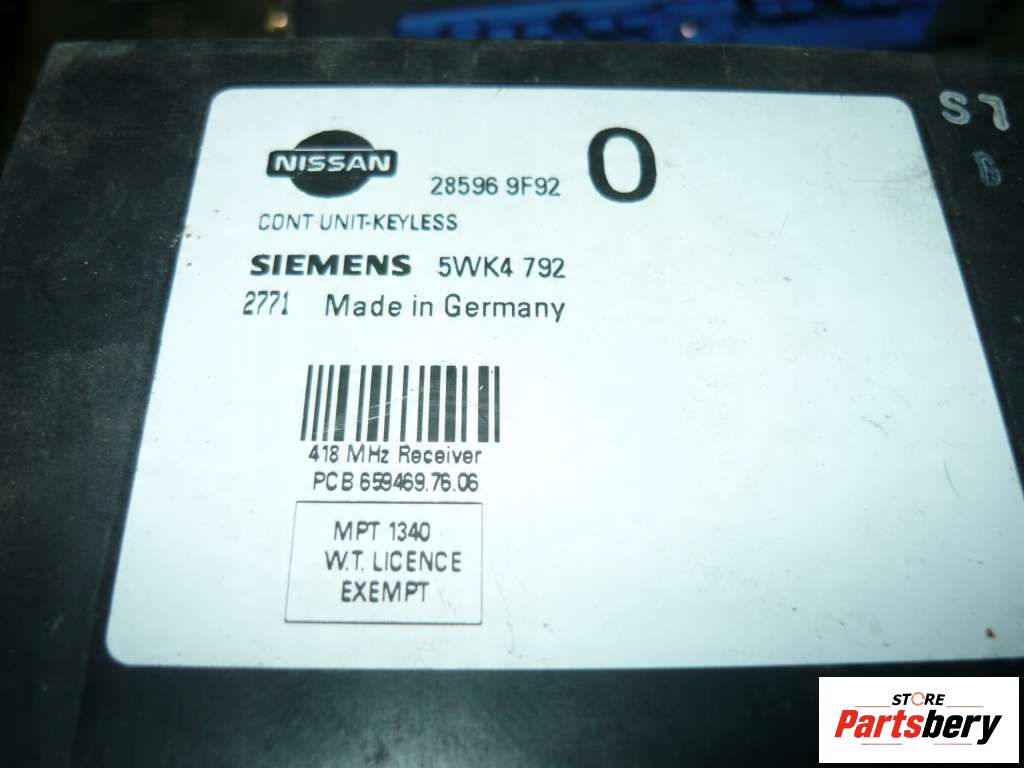 NISSAN
28596 9F92
0
CONT UNIT-KEYLESS
SIEMENS 5WK4 792
2771 Made in Germany
418 MHz Receiver
PCB 659469.76.06
MPT 1340
W.T. LICENCE
EXEMPT
S7
STORE
Partsbery